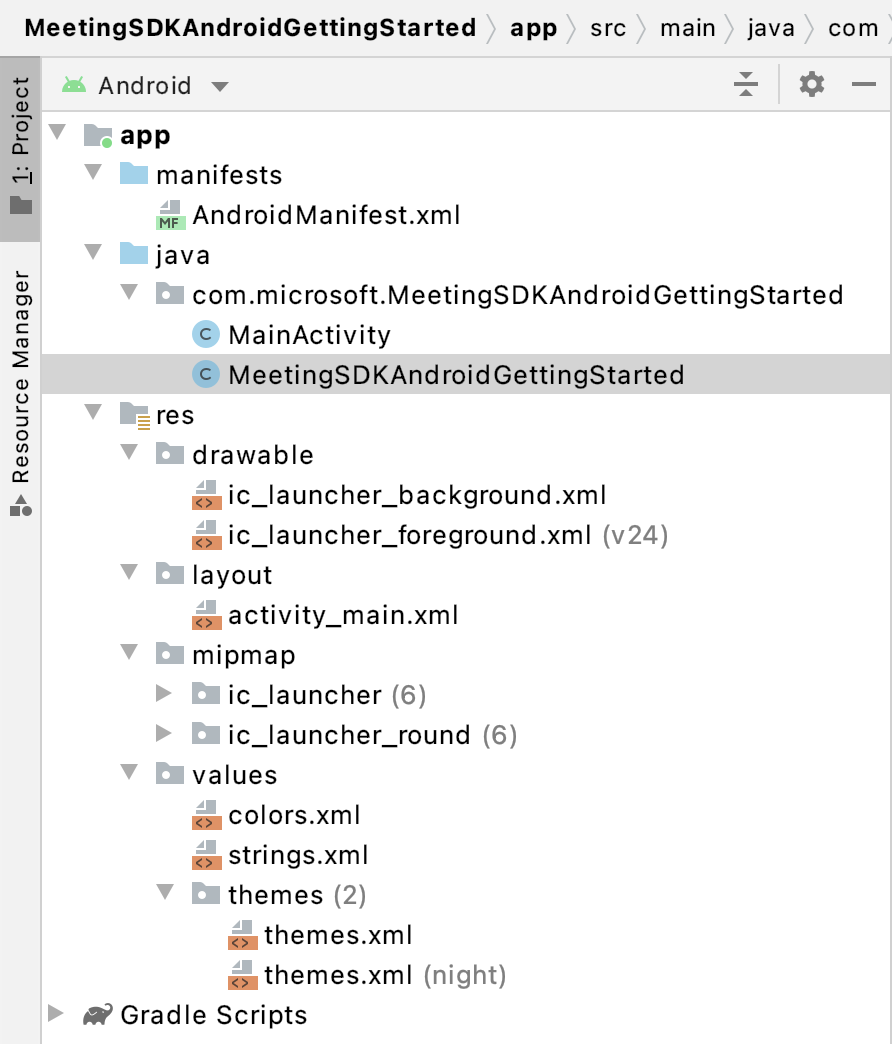 MeetingSDKAndroidGettingStarted app src main java com
1: Project
Resource Manager
Android
app
manifests
MF AndroidManifest.xml
java
com.microsoft.MeetingSDKAndroidGettingStarted
C MainActivity
C MeetingSDKAndroidGettingStarted
res
drawable
<> ic_launcher_background.xml
<> ic_launcher_foreground.xml (v24)
layout
<> activity_main.xml
mipmap
ic_launcher (6)
ic_launcher_round (6)
values
<> colors.xml
<> strings.xml
themes (2)
<> themes.xml
<> themes.xml (night)
Gradle Scripts